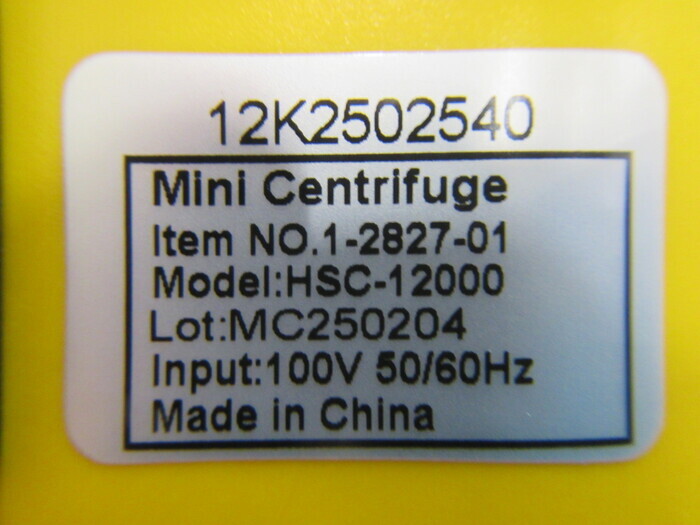 12K2502540
Mini Centrifuge
Item NO.1-2827-01
Model:HSC-12000
Lot:MC250204
Input:100V 50/60Hz
Made in China